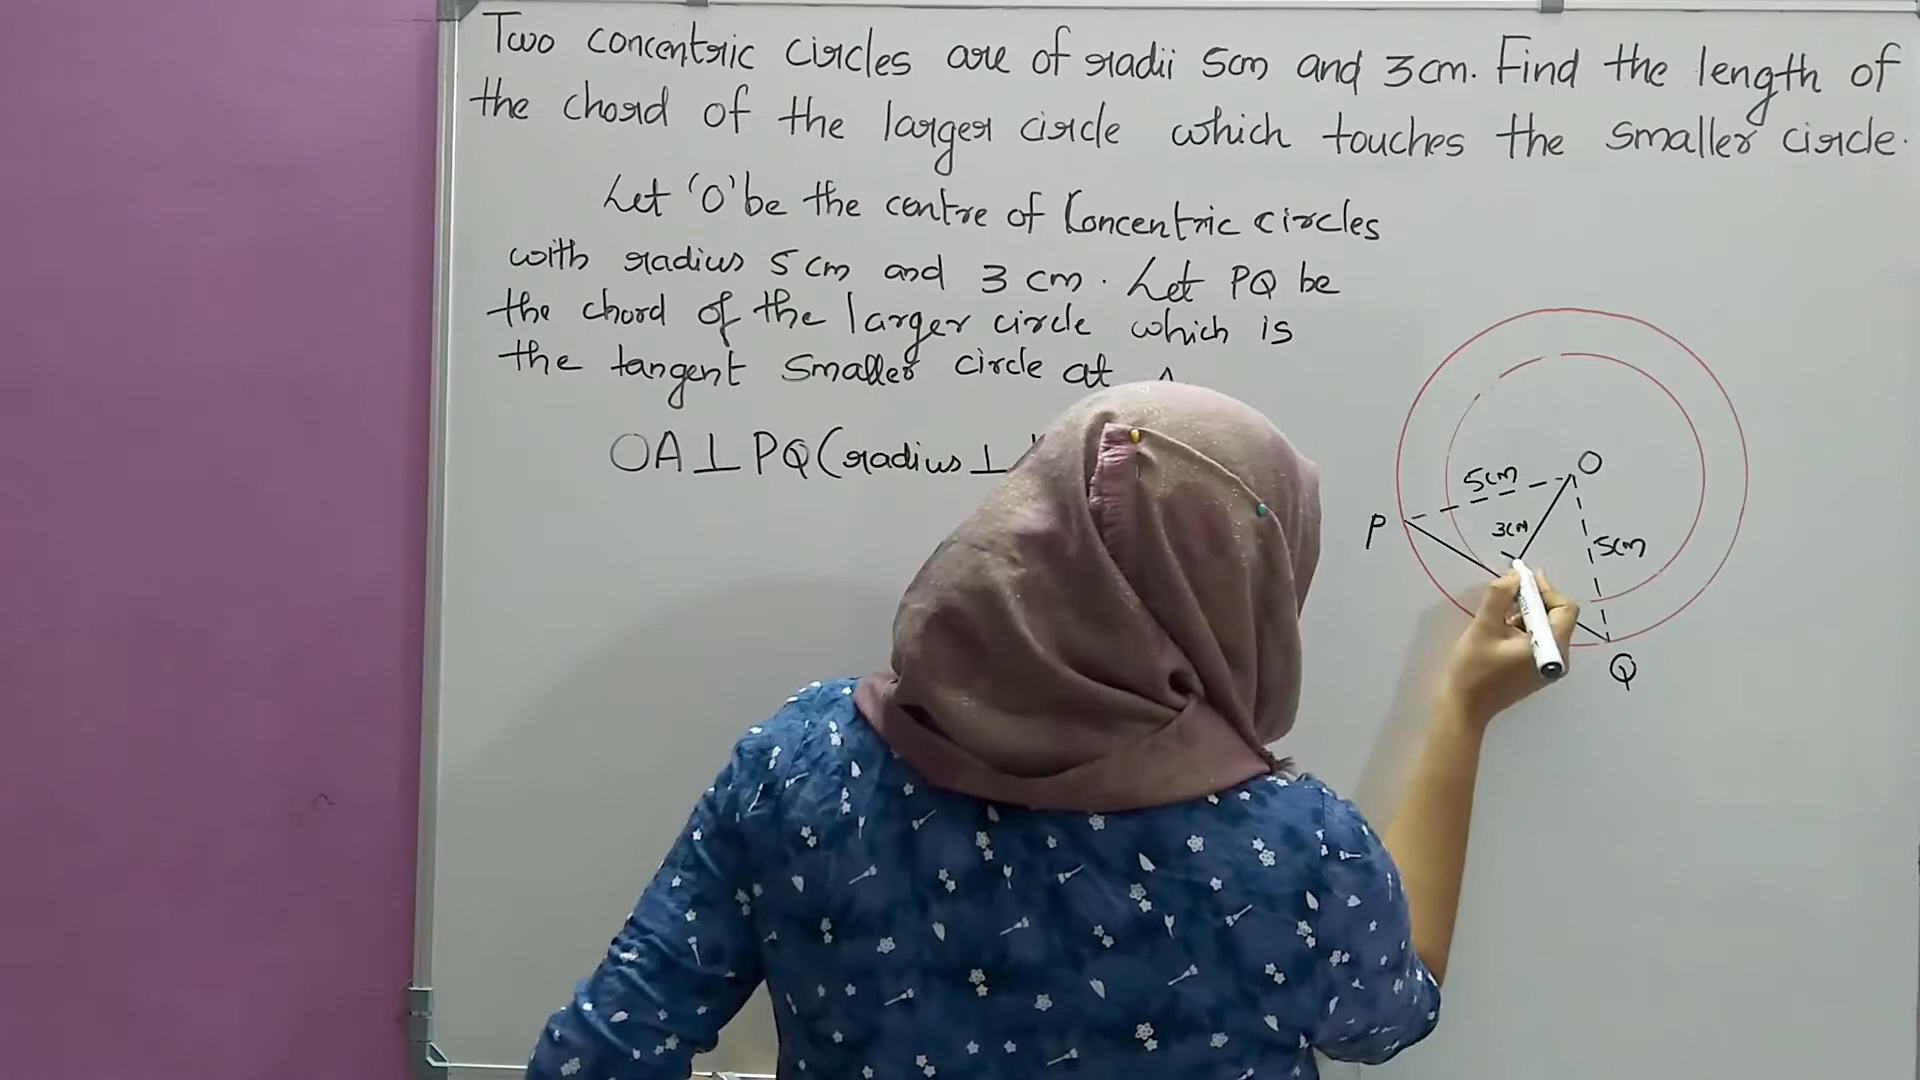 Two concentric circles are of radii 5cm and 3cm. Find the length of
the chord of the larger circle which touches the smaller circle.
Let 'O' be the centre of Concentric circles
with radius 5 cm and 3 cm. Let PQ be
the chord of the larger circle which is
the tangent smaller circle at
OA ⊥ PQ (radius ⊥
O
5cm
P
3cm
5cm
Q